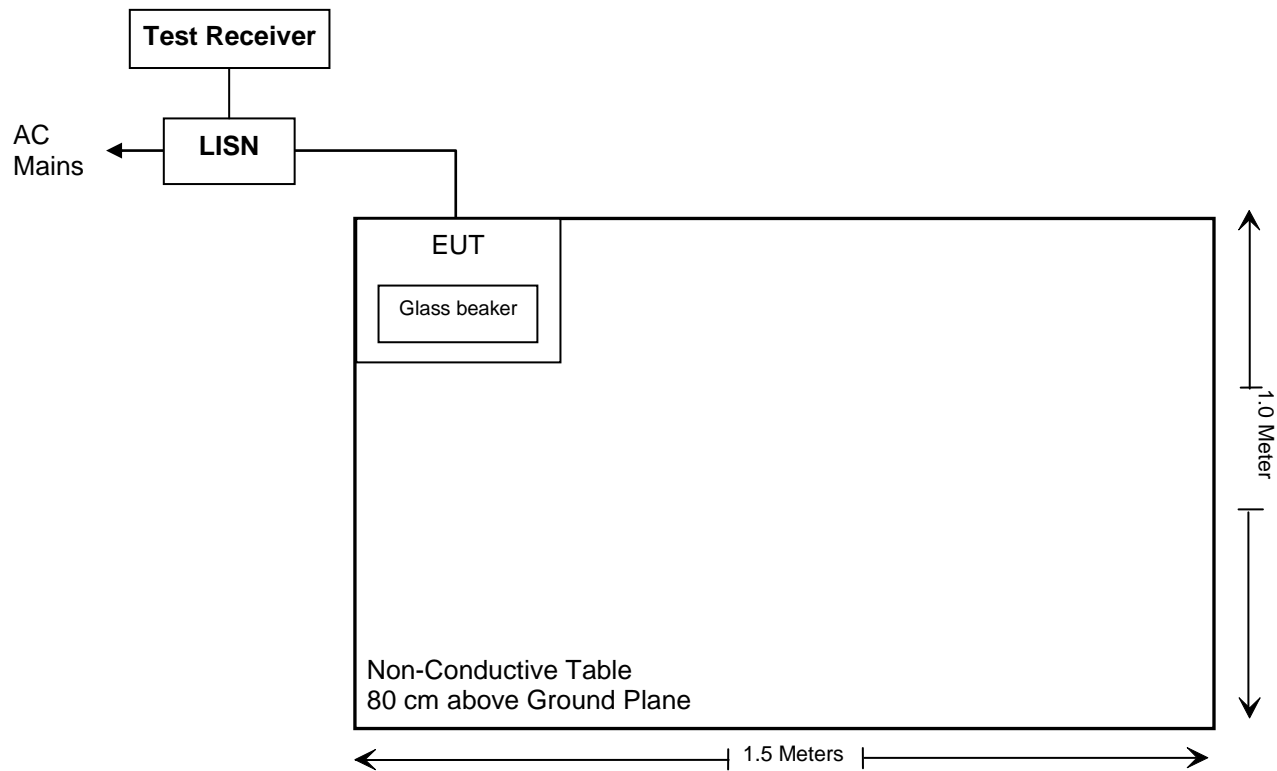 Test Receiver
AC
Mains
LISN
EUT
Glass beaker
1.0 Meter
Non-Conductive Table
80 cm above Ground Plane
1.5 Meters